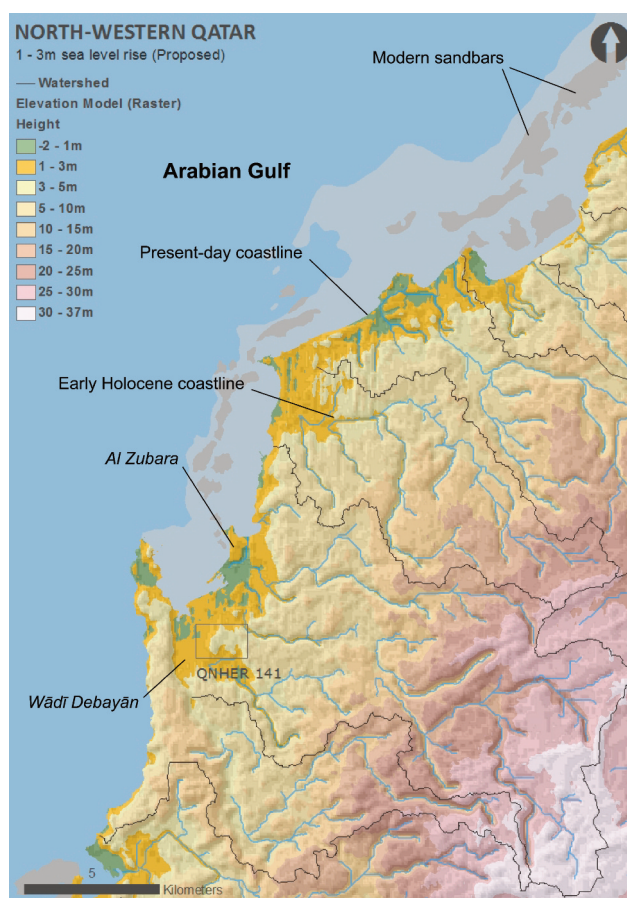 NORTH-WESTERN QATAR
1 - 3m sea level rise (Proposed)
Watershed
Elevation Model (Raster)
Height
-2 - 1m
1 - 3m
3 - 5m
5 - 10m
10 - 15m
15 - 20m
20 - 25m
25 - 30m
30 - 37m
Modern sandbars
Arabian Gulf
Present-day coastline
Early Holocene coastline
Al Zubara
QNHER 141
Wādī Debayān
5
Kilometers